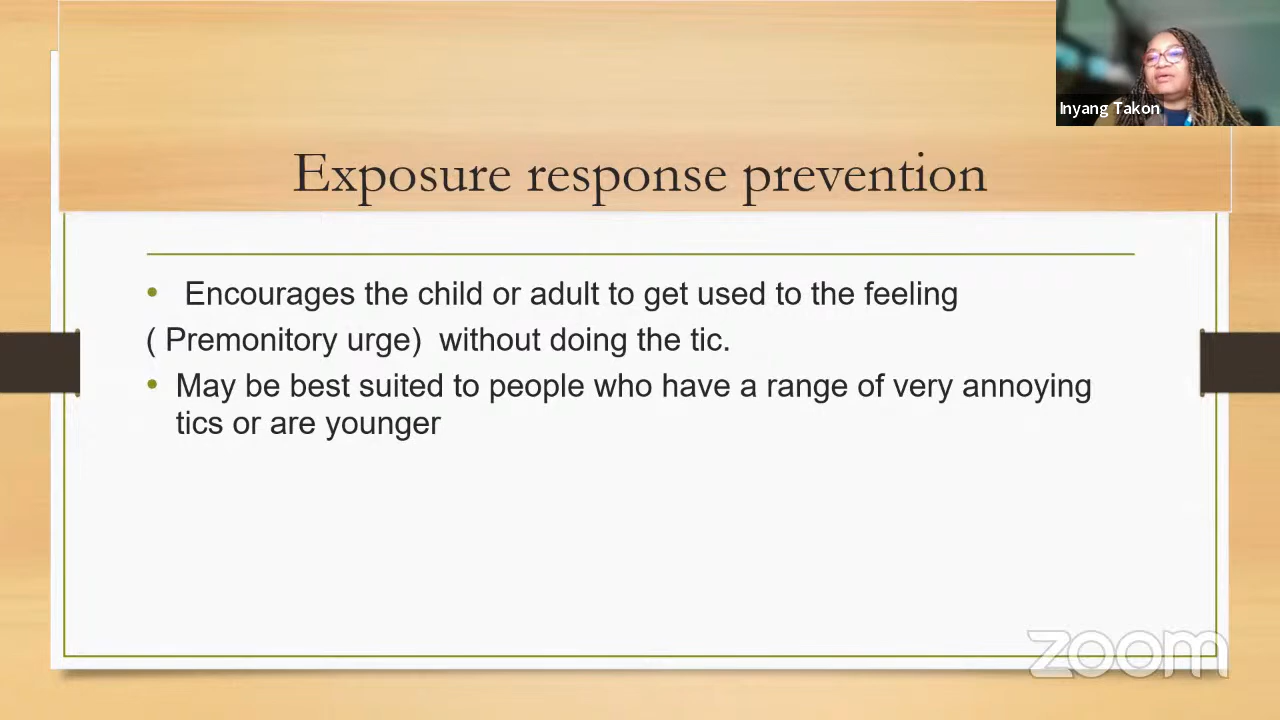 Inyang Takon
Exposure response prevention
• Encourages the child or adult to get used to the feeling
( Premonitory urge)  without doing the tic.
• May be best suited to people who have a range of very annoying
tics or are younger
zoom